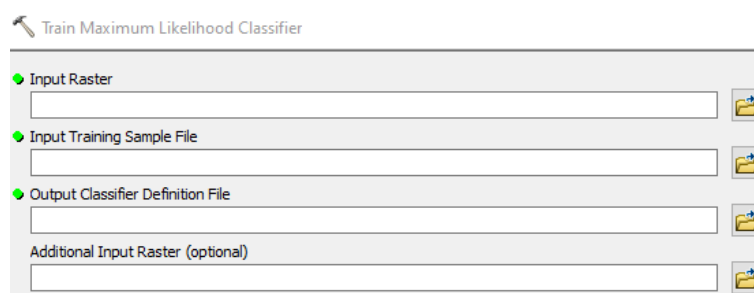 Train Maximum Likelihood Classifier
Input Raster
Input Training Sample File
Output Classifier Definition File
Additional Input Raster (optional)